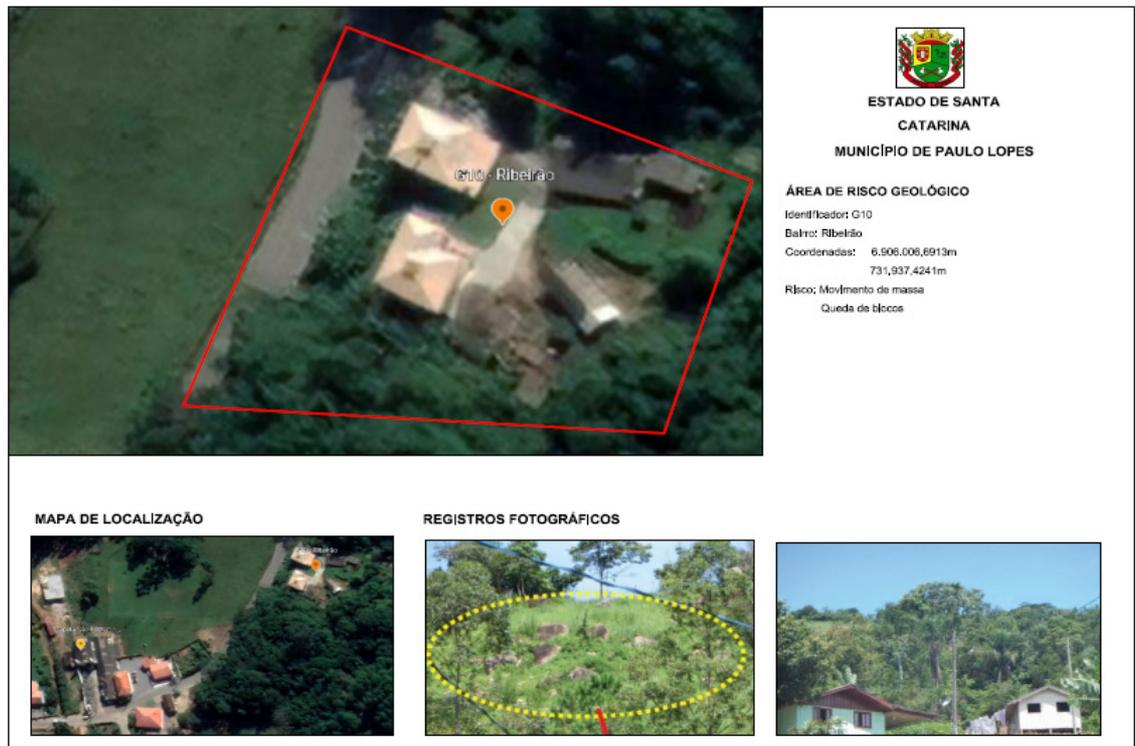 G10 - Ribeirão
ESTADO DE SANTA
CATARINA
MUNICÍPIO DE PAULO LOPES
ÁREA DE RISCO GEOLÓGICO
Identificador: G10
Bairro: Ribeirão
Coordenadas: 6.906.006,6913m
731,937,4241m
Risco: Movimento de massa
Queda de blocos
MAPA DE LOCALIZAÇÃO
REGISTROS FOTOGRÁFICOS
Ribeirão